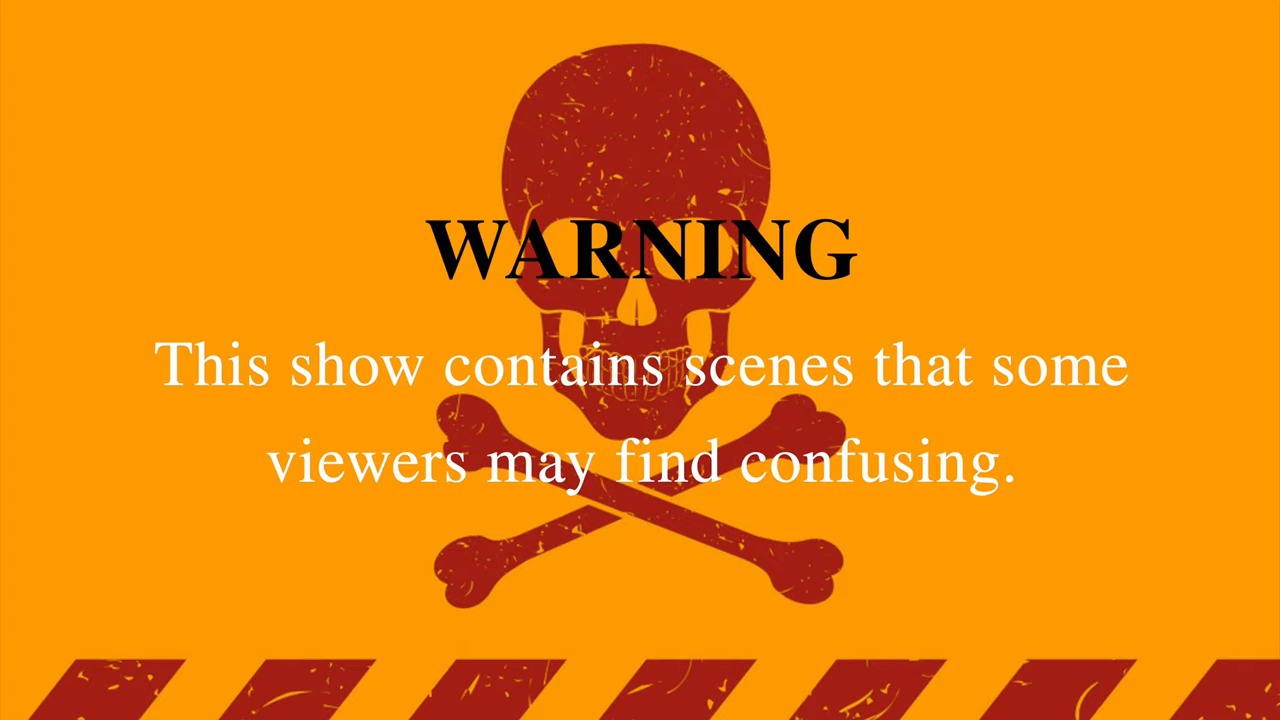 WARNING
This show contains scenes that some
viewers may find confusing.